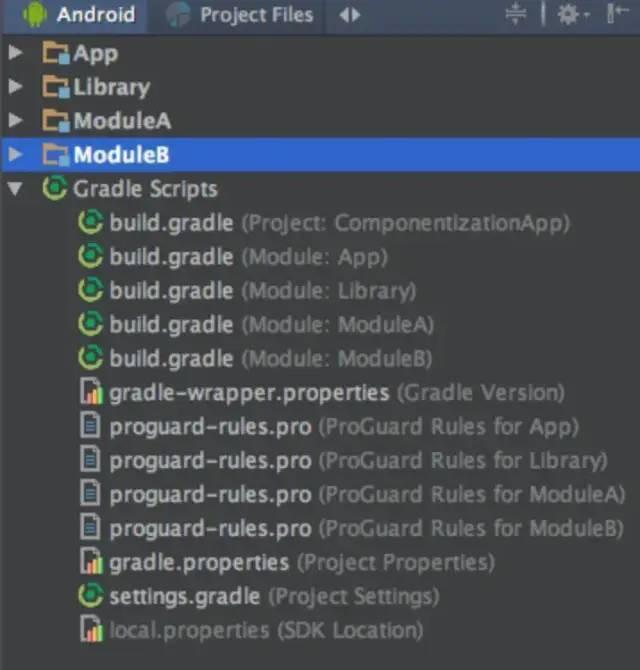 Android Project Files
App
Library
ModuleA
ModuleB
Gradle Scripts
build.gradle (Project: ComponentizationApp)
build.gradle (Module: App)
build.gradle (Module: Library)
build.gradle (Module: ModuleA)
build.gradle (Module: ModuleB)
gradle-wrapper.properties (Gradle Version)
proguard-rules.pro (ProGuard Rules for App)
proguard-rules.pro (ProGuard Rules for Library)
proguard-rules.pro (ProGuard Rules for ModuleA)
proguard-rules.pro (ProGuard Rules for ModuleB)
gradle.properties (Project Properties)
settings.gradle (Project Settings)
local.properties (SDK Location)